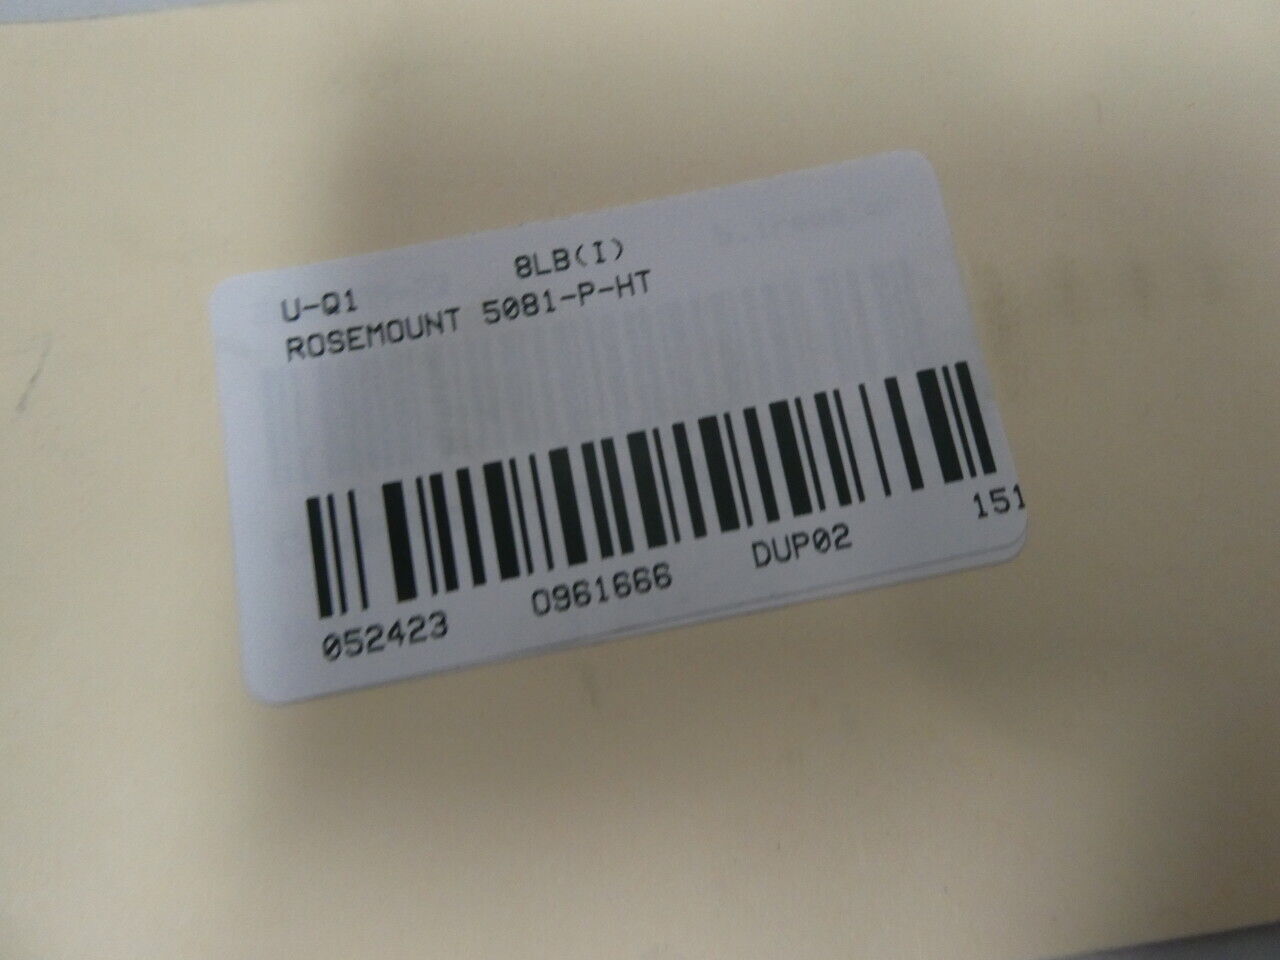 U-Q1 8LB(I)
ROSEMOUNT 5081-P-HT
052423 0961666 DUP02 151